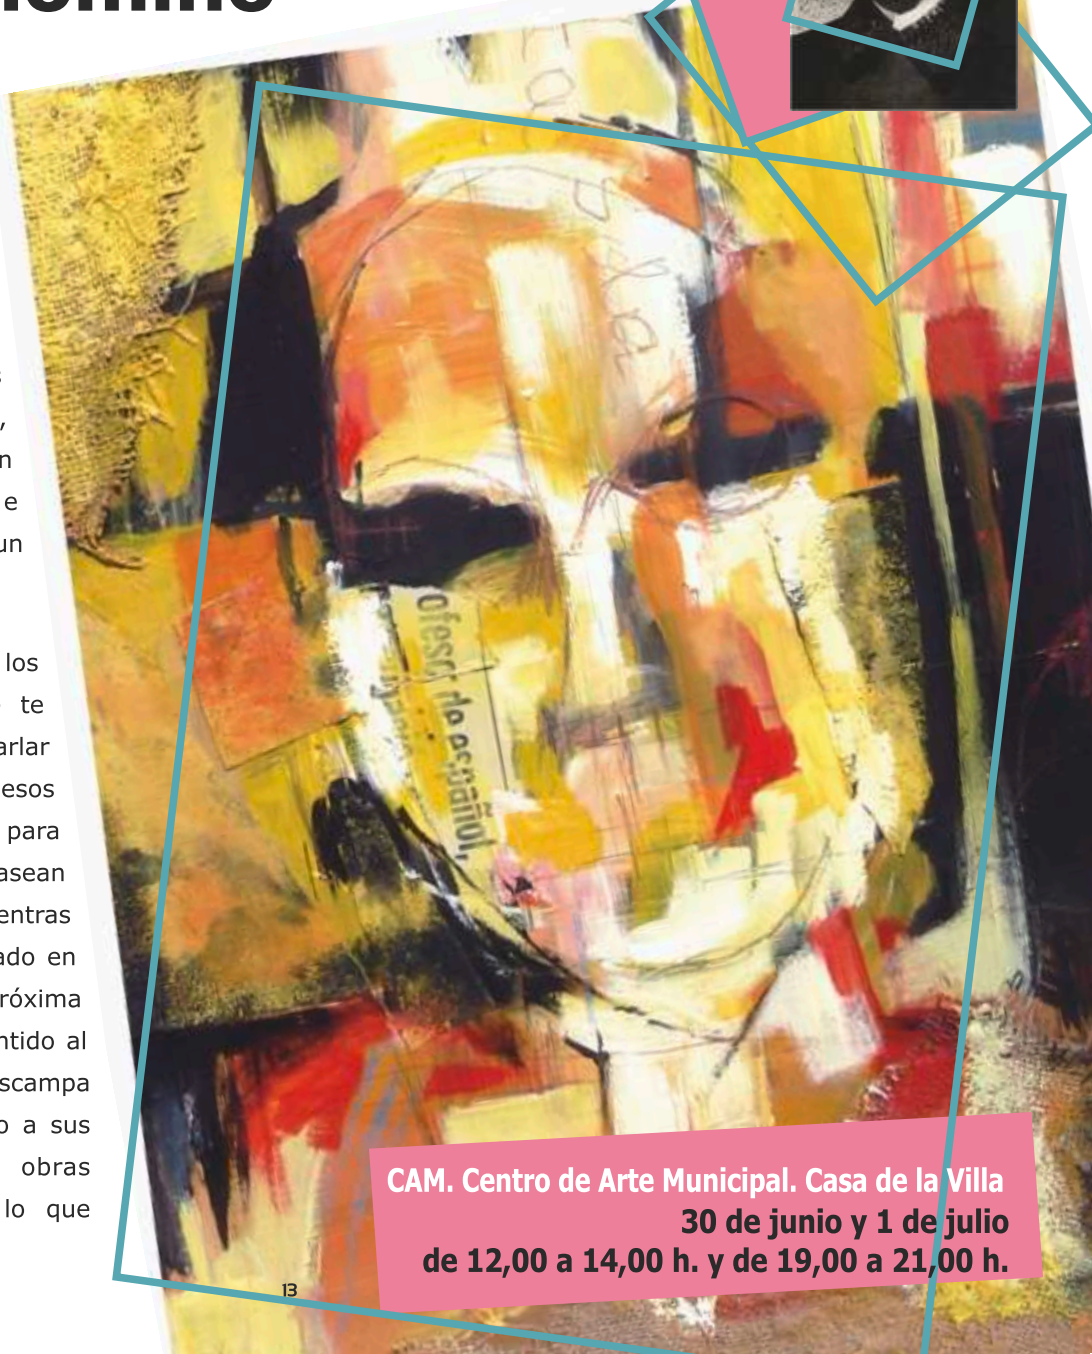 n
e
un
los
te
arlar
esos
para
asean
entras
ado en
róxima
ntido al
scampa
o a sus
obras
lo que
ofesor de español,
CAM. Centro de Arte Municipal. Casa de la Villa
30 de junio y 1 de julio
de 12,00 a 14,00 h. y de 19,00 a 21,00 h.
13